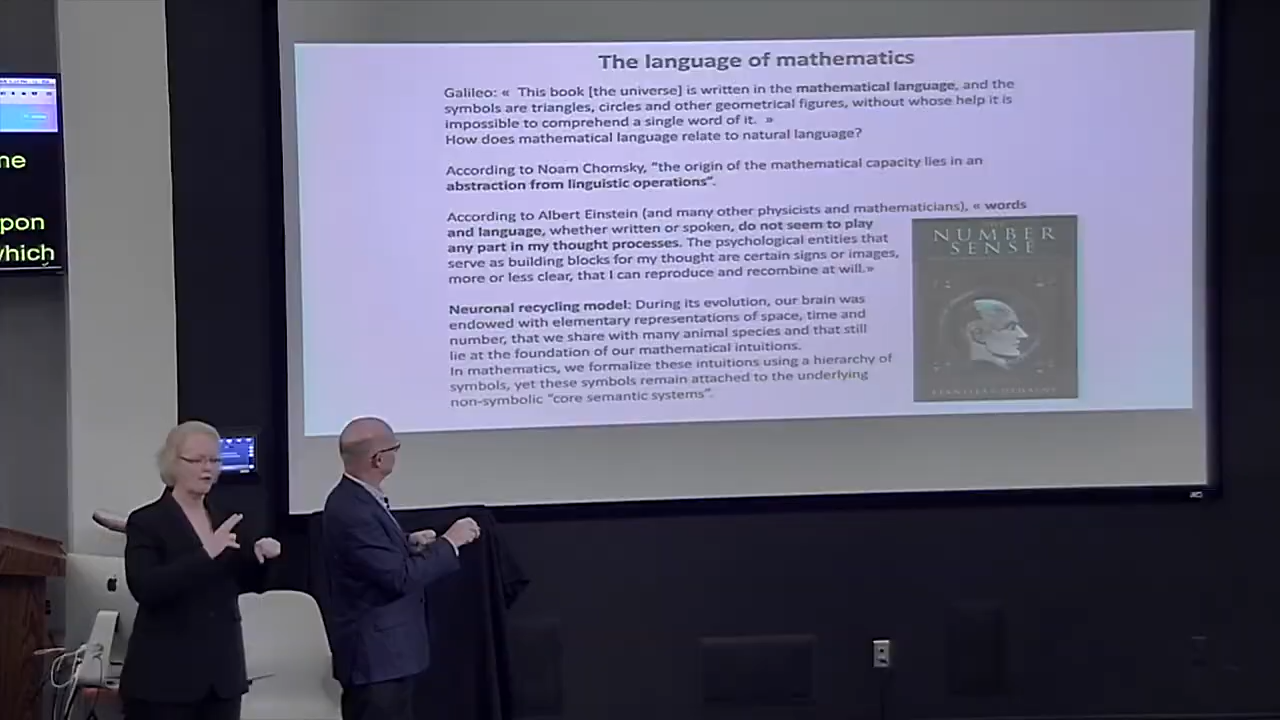 The language of mathematics
Galileo: «  This book [the universe] is written in the mathematical language, and the
symbols are triangles, circles and other geometrical figures, without whose help it is
impossible to comprehend a single word of it.  »
How does mathematical language relate to natural language?
According to Noam Chomsky, "the origin of the mathematical capacity lies in an
abstraction from linguistic operations".
According to Albert Einstein (and many other physicists and mathematicians), « words
and language, whether written or spoken, do not seem to play
any part in my thought processes. The psychological entities that
serve as building blocks for my thought are certain signs or images,
more or less clear, that I can reproduce and recombine at will.»
Neuronal recycling model: During its evolution, our brain was
endowed with elementary representations of space, time and
number, that we share with many animal species and that still
lie at the foundation of our mathematical intuitions.
In mathematics, we formalize these intuitions using a hierarchy of
symbols, yet these symbols remain attached to the underlying
non-symbolic "core semantic systems".
NUMBER
SENSE
ne
pon
which